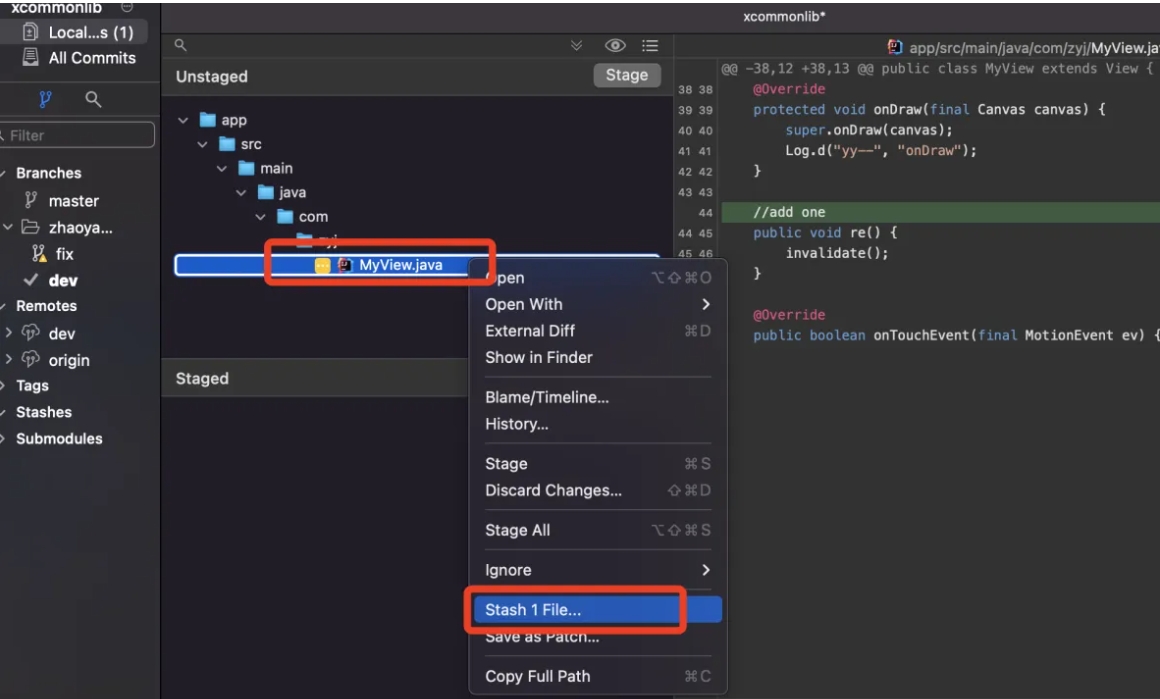 xcommonlib
Local...s (1)
All Commits
Filter
Branches
master
zhaoya...
fix
dev
Remotes
dev
origin
Tags
Stashes
Submodules
Unstaged
Stage
app
src
main
java
com
zyj
MyView.java
Staged
Open ⌥⇧⌘O
Open With
External Diff ⌘D
Show in Finder
Blame/Timeline...
History...
Stage ⌘S
Discard Changes... ⇧⌘D
Stage All ⌥⇧⌘S
Ignore
Stash 1 File...
Save as Patch...
Copy Full Path ⌘C
xcommonlib*
app/src/main/java/com/zyj/MyView.ja
@@ -38,12 +38,13 @@ public class MyView extends View {
38 38 @Override
39 39 protected void onDraw(final Canvas canvas) {
40 40 super.onDraw(canvas);
41 41 Log.d("yy--", "onDraw");
42 42 }
43 43
44 //add one
44 45 public void re() {
45 46 invalidate();
}
@Override
public boolean onTouchEvent(final MotionEvent ev) {